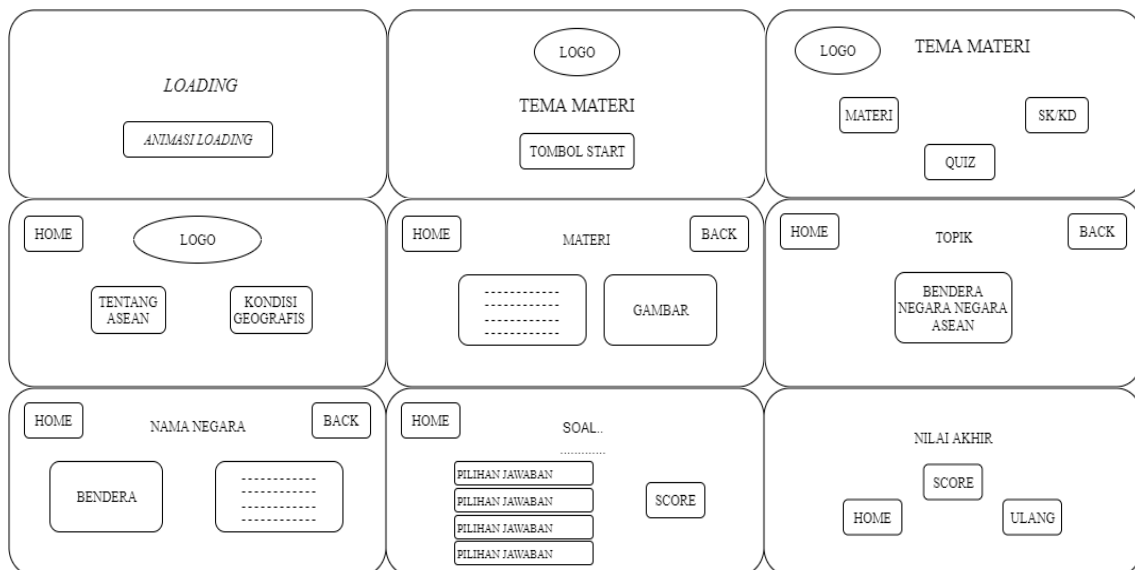 LOADING
ANIMASI LOADING
LOGO
TEMA MATERI
TOMBOL START
LOGO
TEMA MATERI
MATERI
SK/KD
QUIZ
HOME
LOGO
TENTANG
ASEAN
KONDISI
GEOGRAFIS
HOME
MATERI
BACK
GAMBAR
HOME
TOPIK
BACK
BENDERA
NEGARA NEGARA
ASEAN
HOME
NAMA NEGARA
BACK
BENDERA
HOME
SOAL..
.............
PILIHAN JAWABAN
PILIHAN JAWABAN
PILIHAN JAWABAN
PILIHAN JAWABAN
SCORE
NILAI AKHIR
SCORE
HOME
ULANG